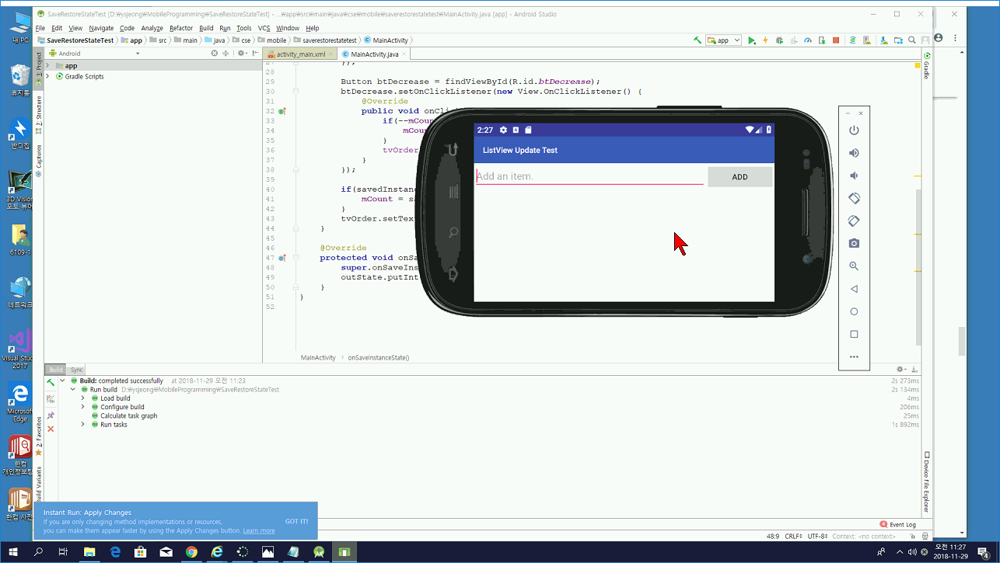 SaveRestoreStateTest [D:₩ysjeong₩MobileProgramming₩SaveRestoreStateTest] - ...₩app₩src₩main₩java₩cse₩mobile₩saverestorestatetest₩MainActivity.java [app] - Android Studio
File Edit View Navigate Code Analyze Refactor Build Run Tools VCS Window Help
SaveRestoreStateTest app src main java cse mobile saverestorestatetest MainActivity
app
Android
activity_main.xml
MainActivity.java
app
Gradle Scripts
1: Project
7: Structure
Captures
2: Favorites
Build Variants
Gradle
Device File Explorer
27 });
28
29 Button btDecrease = findViewById(R.id.btDecrease);
30 btDecrease.setOnClickListener(new View.OnClickListener() {
31 @Override
32 public void onCl
33 if(--mCoun
34 mCoun
35 }
36 tvOrder.
37 }
38 });
39
40 if(savedInstan
41 mCount = sa
42 }
43 tvOrder.setTex
44 }
45
46 @Override
47 protected void onSa
48 super.onSaveIns
49 outState.putInt
50 }
51 }
52
MainActivity onSaveInstanceState()
2:27
ListView Update Test
Add an item.
ADD
Build Sync
Build: completed successfully at 2018-11-29 오전 11:23 2s 273ms
Run build D:₩ysjeong₩MobileProgramming₩SaveRestoreStateTest 2s 134ms
Load build 4ms
Configure build 206ms
Calculate task graph 25ms
Run tasks 1s 892ms
Instant Run: Apply Changes
If you are only changing method implementations or resources,
you can make them appear faster by using the Apply Changes button. Learn more
GOT IT!
Event Log
48:9 CRLF÷ UTF-8÷ Context: <no context>
내 PC
휴지통
반디집
3D Vision
포토 뷰어
6109-1
네트워크
Visual Stu
2017
Microsoft
Edge
한컴
개인정보탐
한컴 사전
오전 11:27
2018-11-29
4